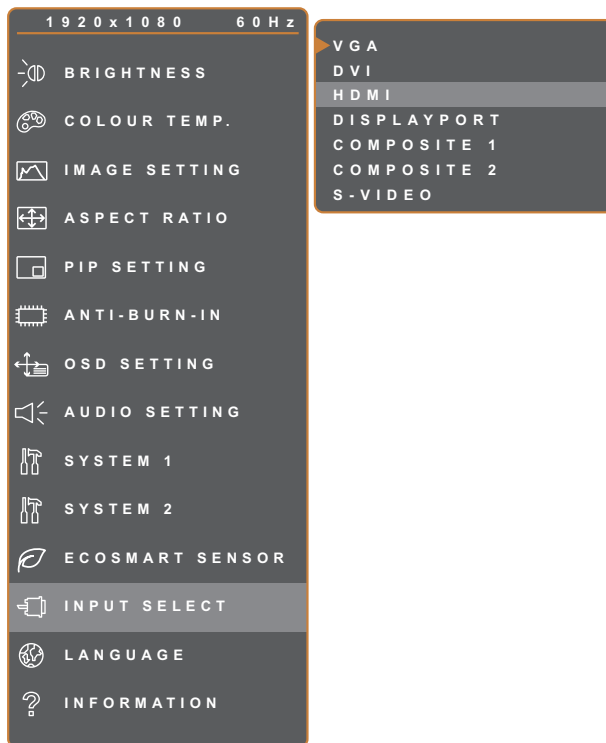 1920x1080 60Hz
BRIGHTNESS
COLOUR TEMP.
IMAGE SETTING
ASPECT RATIO
PIP SETTING
ANTI-BURN-IN
OSD SETTING
AUDIO SETTING
SYSTEM 1
SYSTEM 2
ECOSMART SENSOR
INPUT SELECT
LANGUAGE
INFORMATION
VGA
DVI
HDMI
DISPLAYPORT
COMPOSITE 1
COMPOSITE 2
S-VIDEO